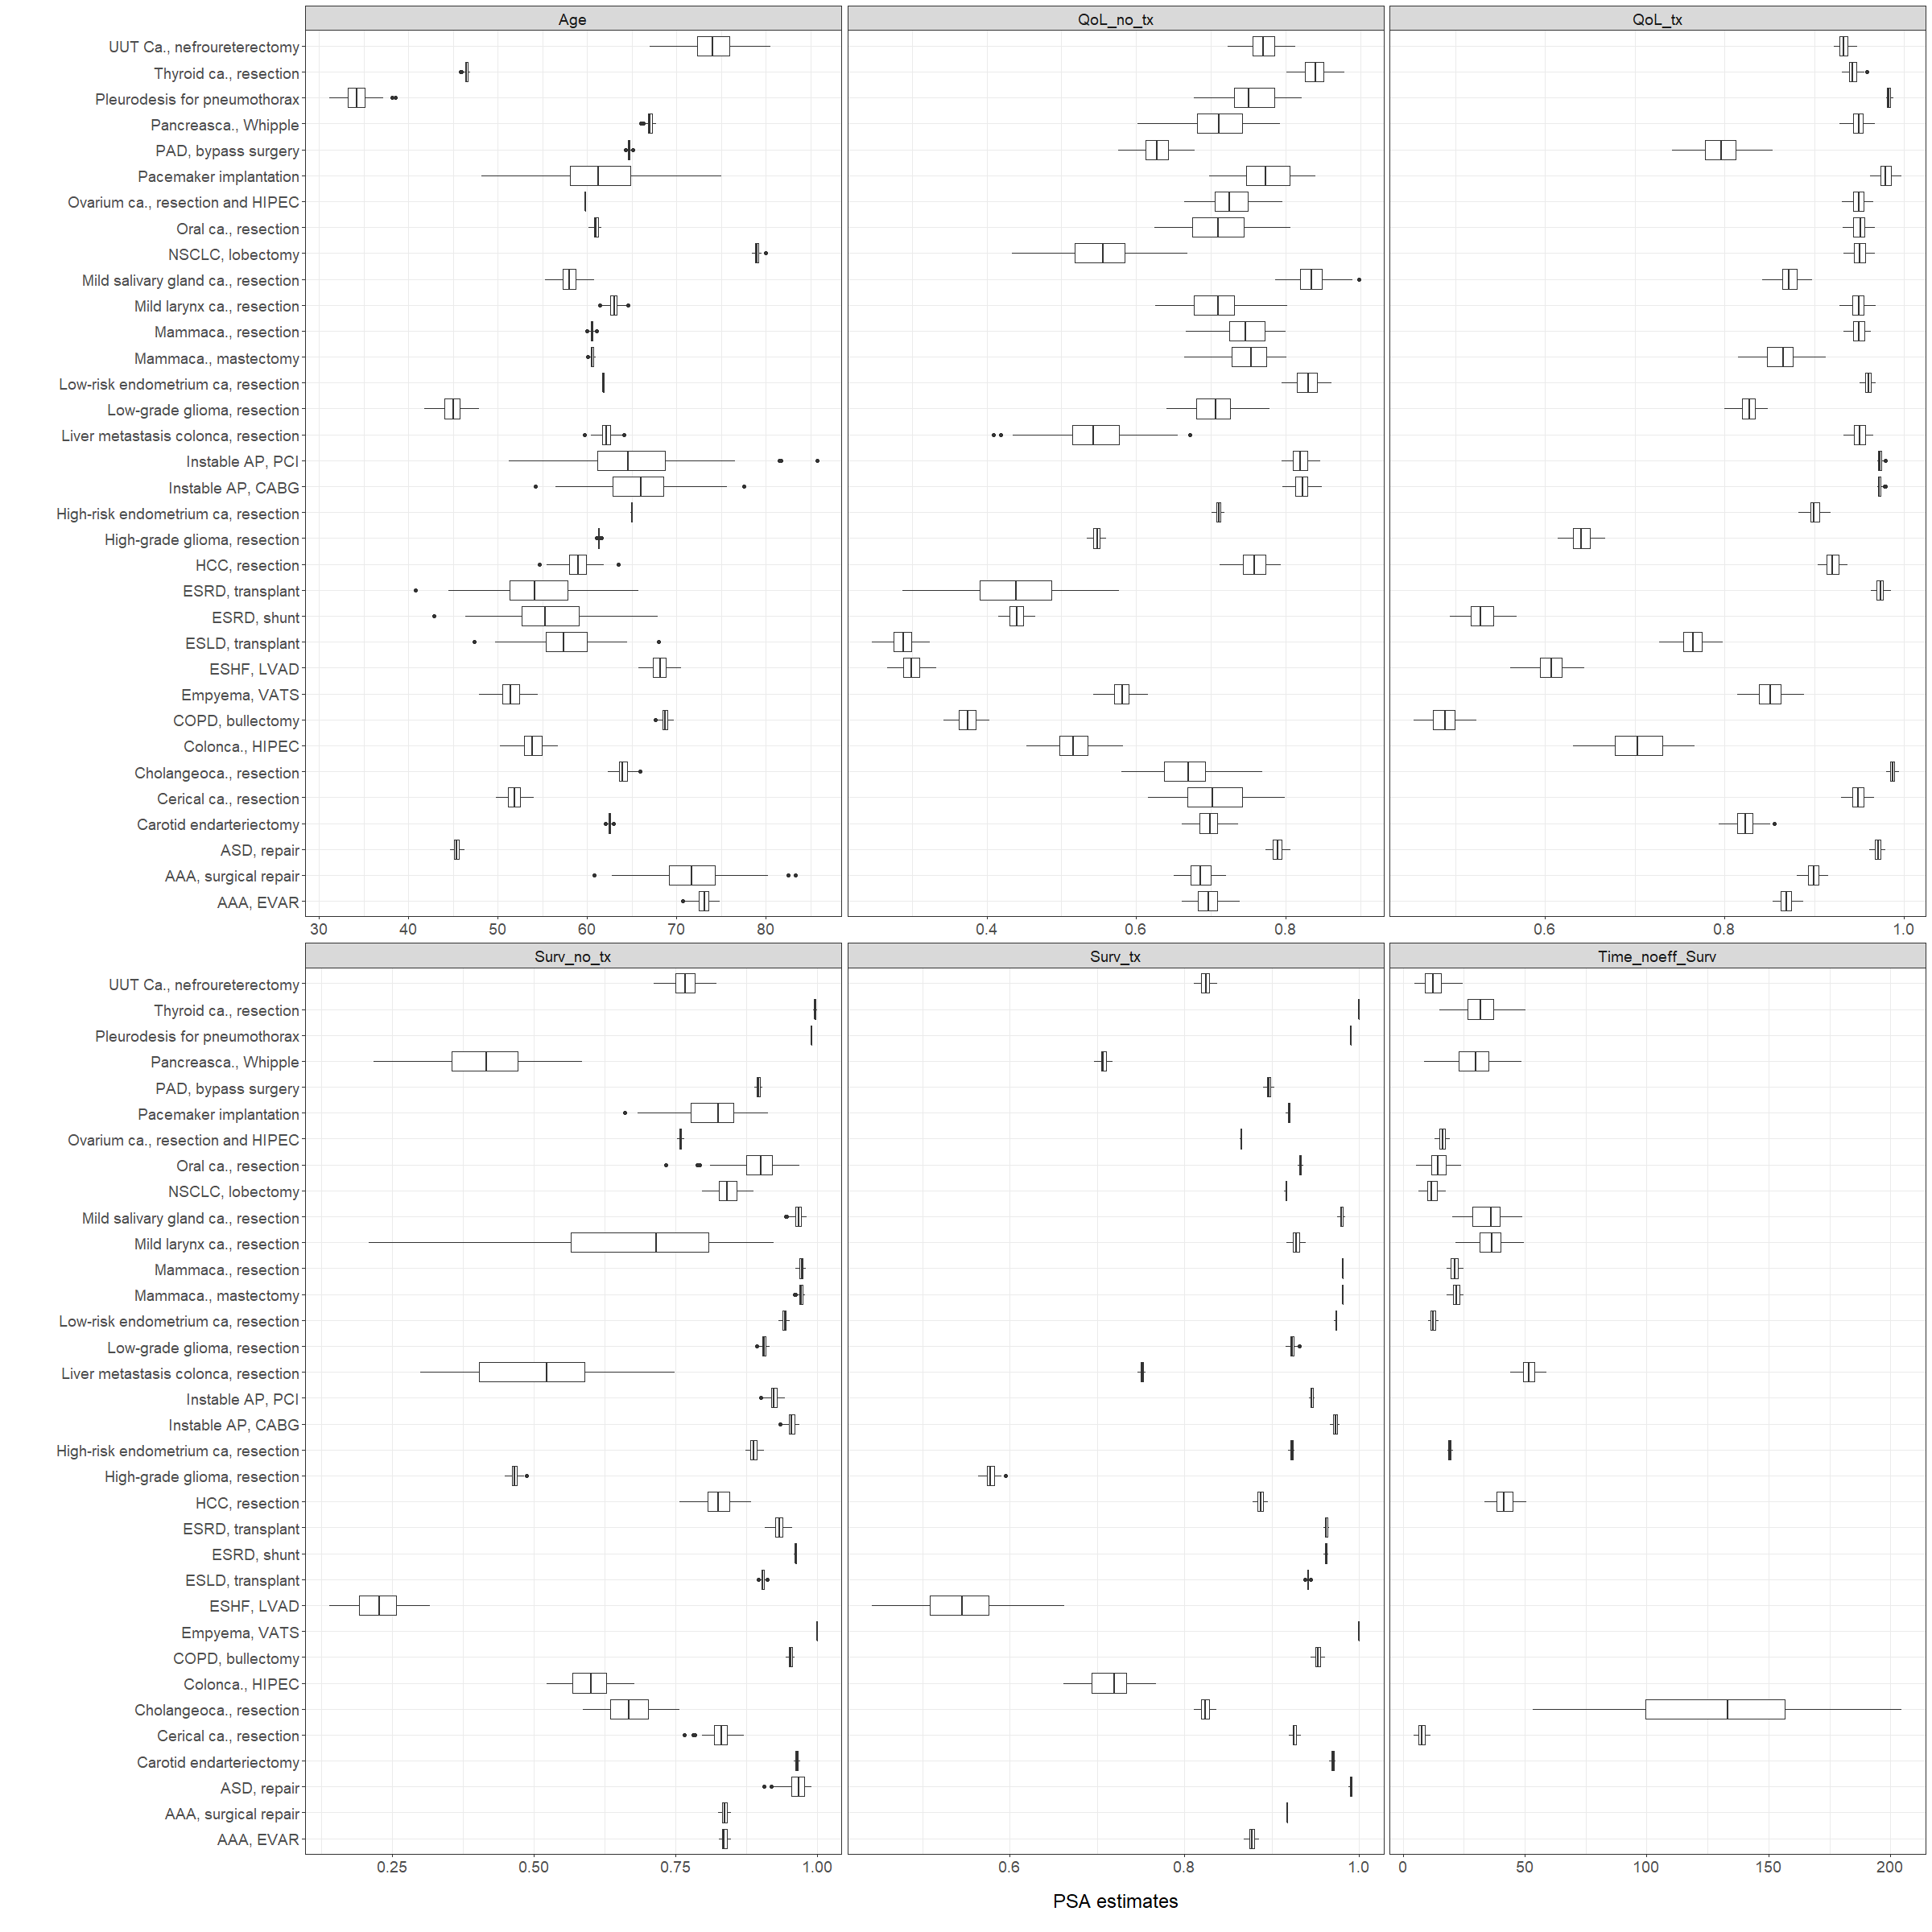 Age QoL_no_tx QoL_tx
UUT Ca., nefroureterectomy
Thyroid ca., resection
Pleurodesis for pneumothorax
Pancreasca., Whipple
PAD, bypass surgery
Pacemaker implantation
Ovarium ca., resection and HIPEC
Oral ca., resection
NSCLC, lobectomy
Mild salivary gland ca., resection
Mild larynx ca., resection
Mammaca., resection
Mammaca., mastectomy
Low-risk endometrium ca, resection
Low-grade glioma, resection
Liver metastasis colonca, resection
Instable AP, PCI
Instable AP, CABG
High-risk endometrium ca, resection
High-grade glioma, resection
HCC, resection
ESRD, transplant
ESRD, shunt
ESLD, transplant
ESHF, LVAD
Empyema, VATS
COPD, bullectomy
Colonca., HIPEC
Cholangeoca., resection
Cerical ca., resection
Carotid endarteriectomy
ASD, repair
AAA, surgical repair
AAA, EVAR
30 40 50 60 70 80 0.4 0.6 0.8 0.6 0.8 1.0
Surv_no_tx Surv_tx Time_noeff_Surv
UUT Ca., nefroureterectomy
Thyroid ca., resection
Pleurodesis for pneumothorax
Pancreasca., Whipple
PAD, bypass surgery
Pacemaker implantation
Ovarium ca., resection and HIPEC
Oral ca., resection
NSCLC, lobectomy
Mild salivary gland ca., resection
Mild larynx ca., resection
Mammaca., resection
Mammaca., mastectomy
Low-risk endometrium ca, resection
Low-grade glioma, resection
Liver metastasis colonca, resection
Instable AP, PCI
Instable AP, CABG
High-risk endometrium ca, resection
High-grade glioma, resection
HCC, resection
ESRD, transplant
ESRD, shunt
ESLD, transplant
ESHF, LVAD
Empyema, VATS
COPD, bullectomy
Colonca., HIPEC
Cholangeoca., resection
Cerical ca., resection
Carotid endarteriectomy
ASD, repair
AAA, surgical repair
AAA, EVAR
0.25 0.50 0.75 1.00 0.6 0.8 1.0 0 50 100 150 200
PSA estimates